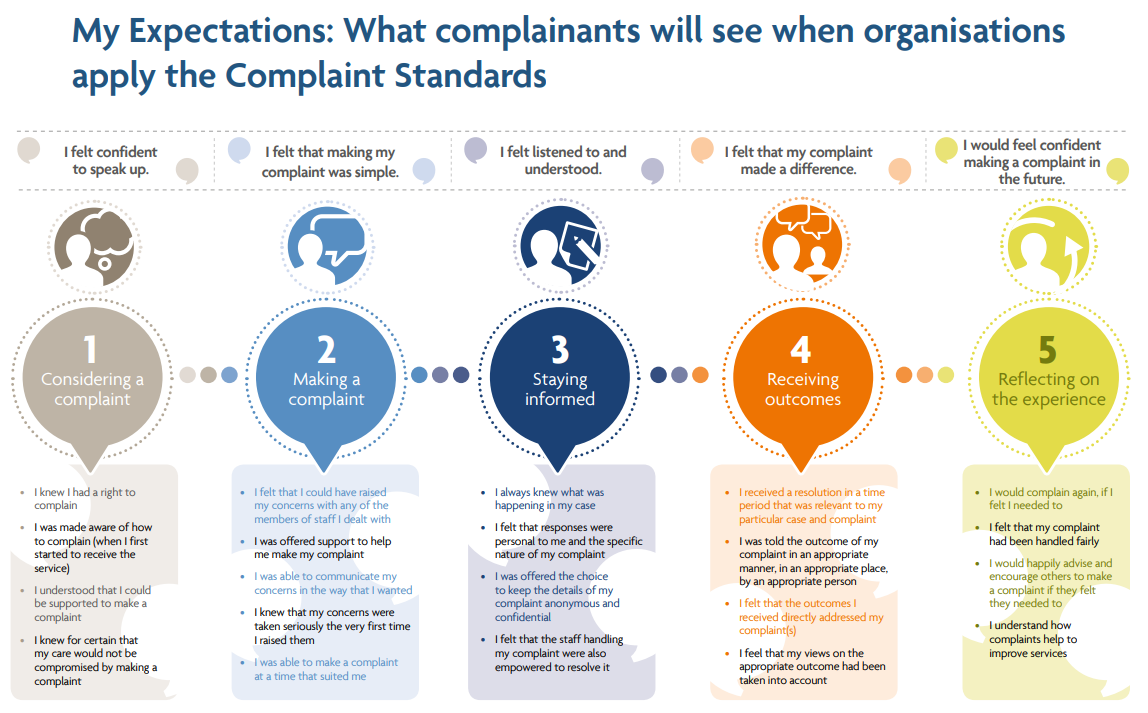 My Expectations: What complainants will see when organisations
apply the Complaint Standards
I felt confident
to speak up.
I felt that making my
complaint was simple.
I felt listened to and
understood.
I felt that my complaint
made a difference.
I would feel confident
making a complaint in
the future.
1
Considering a
complaint
2
Making a
complaint
3
Staying
informed
4
Receiving
outcomes
5
Reflecting on
the experience
• I knew I had a right to
complain
• I was made aware of how
to complain (when I first
started to receive the
service)
• I understood that I could
be supported to make a
complaint
• I knew for certain that
my care would not be
compromised by making a
complaint
• I felt that I could have raised
my concerns with any of the
members of staff I dealt with
• I was offered support to help
me make my complaint
• I was able to communicate my
concerns in the way that I wanted
• I knew that my concerns were
taken seriously the very first time
I raised them
• I was able to make a complaint
at a time that suited me
• I always knew what was
happening in my case
• I felt that responses were
personal to me and the specific
nature of my complaint
• I was offered the choice
to keep the details of my
complaint anonymous and
confidential
• I felt that the staff handling
my complaint were also
empowered to resolve it
• I received a resolution in a time
period that was relevant to my
particular case and complaint
• I was told the outcome of my
complaint in an appropriate
manner, in an appropriate place,
by an appropriate person
• I felt that the outcomes I
received directly addressed my
complaint(s)
• I feel that my views on the
appropriate outcome had been
taken into account
• I would complain again, if I
felt I needed to
• I felt that my complaint
had been handled fairly
• I would happily advise and
encourage others to make
a complaint if they felt
they needed to
• I understand how
complaints help to
improve services